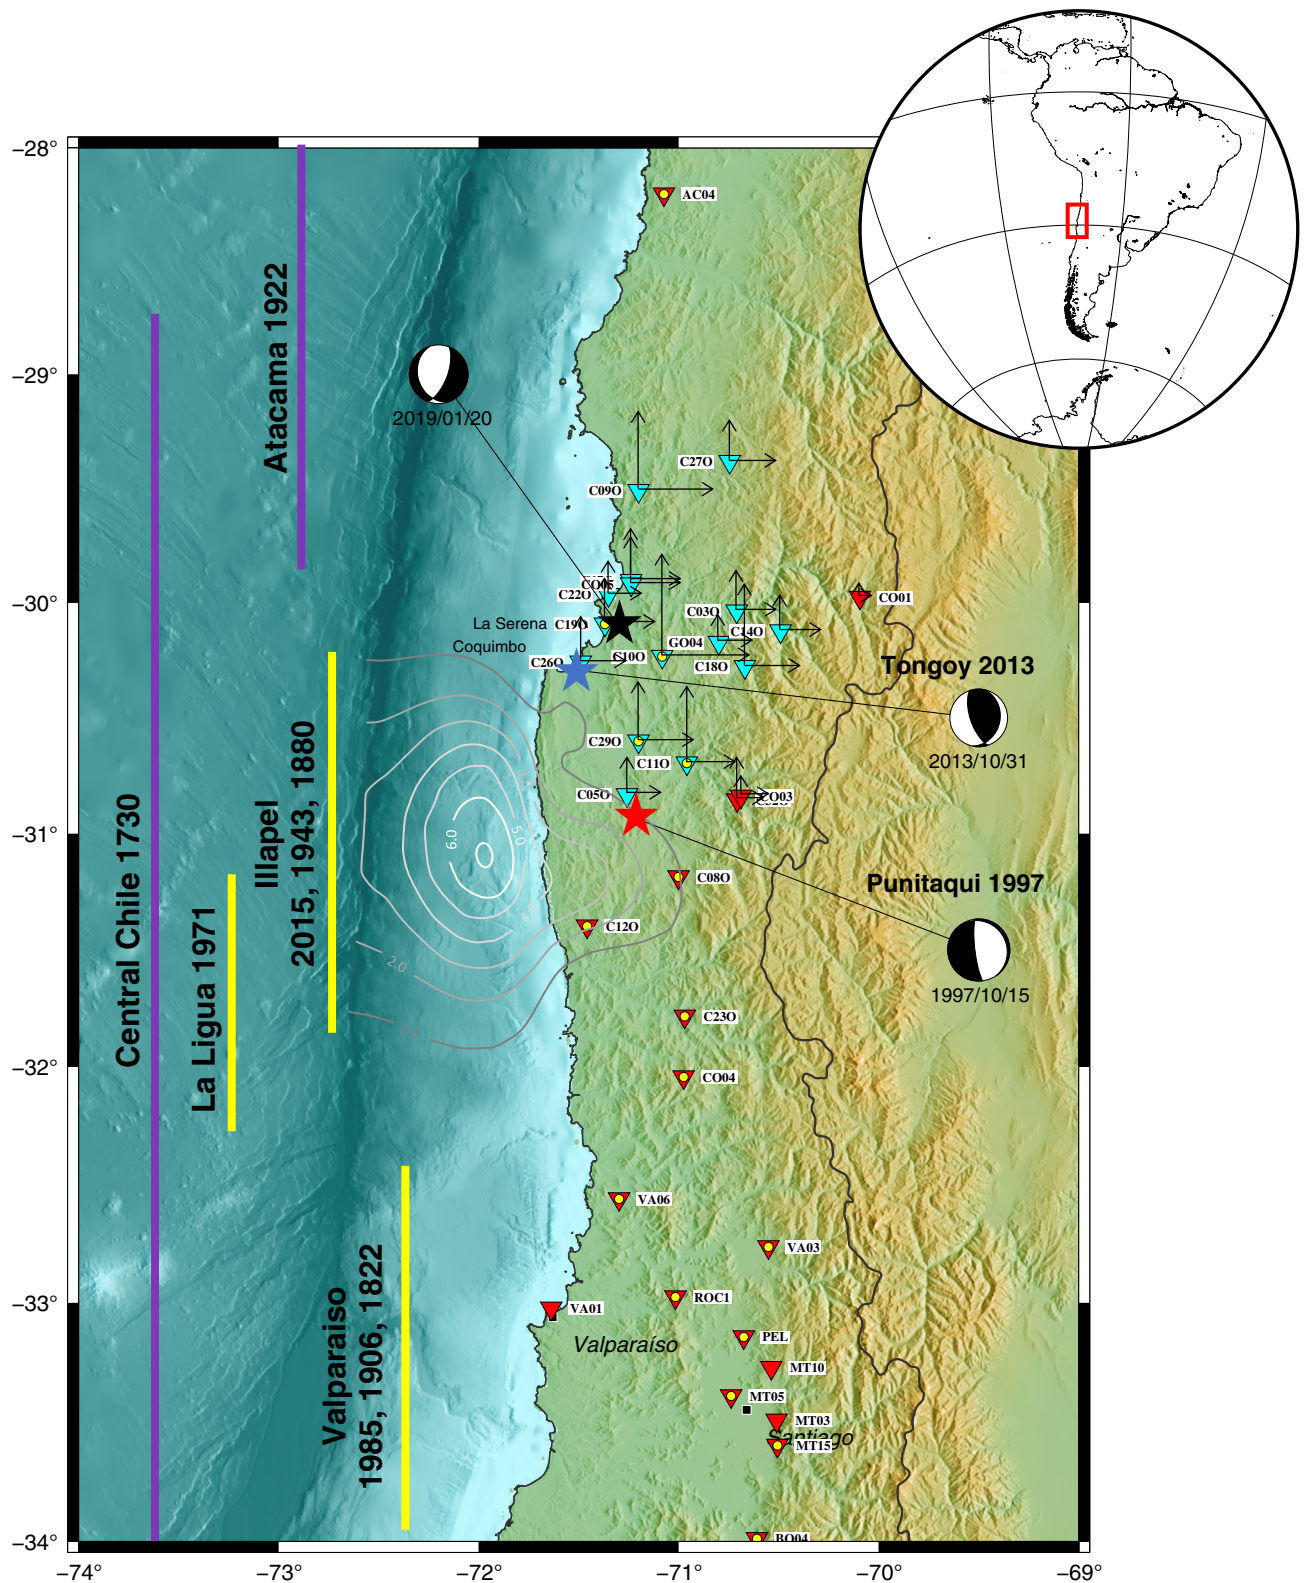 −28°
−29°
−30°
−31°
−32°
−33°
−34°
−74°
−73°
−72°
−71°
−70°
−69°
Central Chile 1730
La Ligua 1971
Atacama 1922
Illapel
2015, 1943, 1880
Valparaiso
1985, 1906, 1822
2019/01/20
AC04
C27O
C09O
C22O
CO01
C03O
C14O
La Serena
C19O
Coquimbo
GO04
C10O
C26O
C18O
Tongoy 2013
2013/10/31
C29O
C11O
C05O
CO03
6.0
5.0
Punitaqui 1997
1997/10/15
C08O
C12O
2.0
C23O
CO04
VA06
VA03
ROC1
VA01
Valparaíso
PEL
MT10
MT05
MT03
Santiago
MT15
BO04